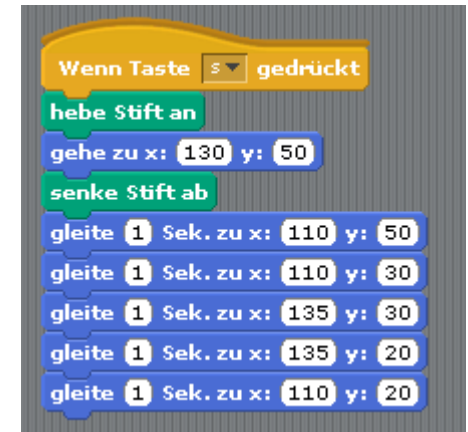 Wenn Taste s gedrückt
hebe Stift an
gehe zu x: 130 y: 50
senke Stift ab
gleite 1 Sek. zu x: 110 y: 50
gleite 1 Sek. zu x: 110 y: 30
gleite 1 Sek. zu x: 135 y: 30
gleite 1 Sek. zu x: 135 y: 20
gleite 1 Sek. zu x: 110 y: 20